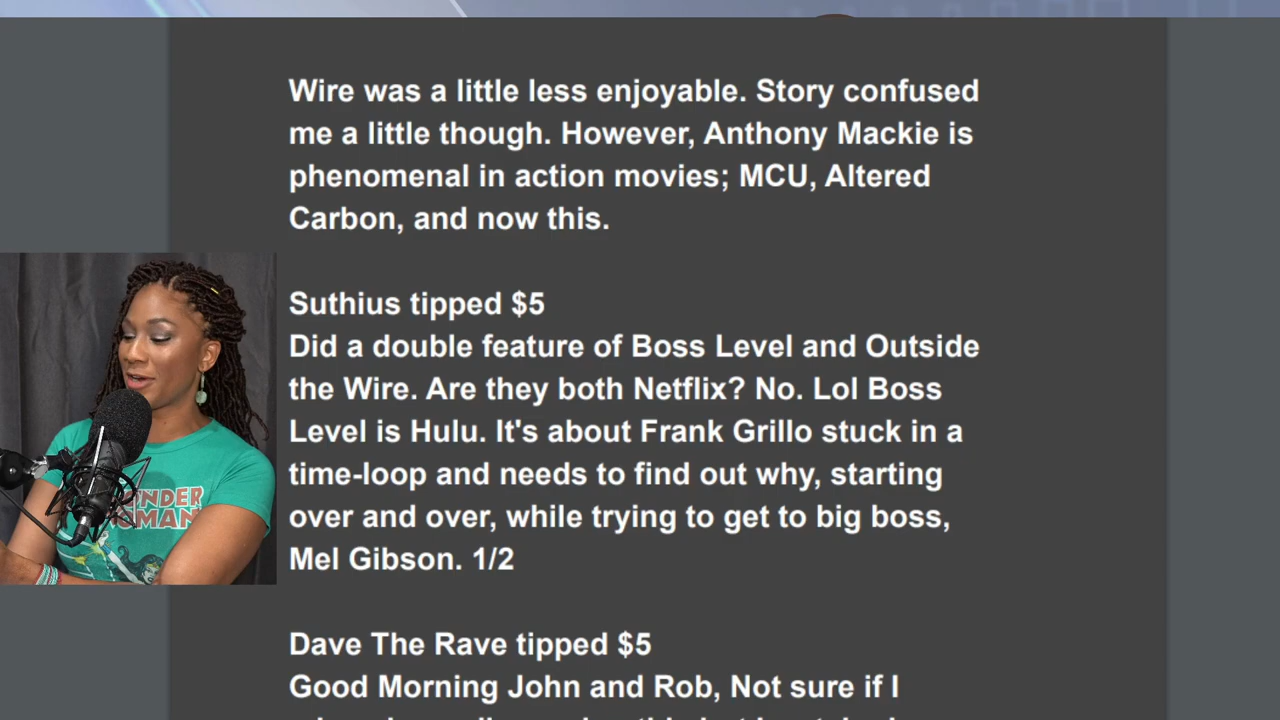 Wire was a little less enjoyable. Story confused
me a little though. However, Anthony Mackie is
phenomenal in action movies; MCU, Altered
Carbon, and now this.
Suthius tipped $5
Did a double feature of Boss Level and Outside
the Wire. Are they both Netflix? No. Lol Boss
Level is Hulu. It's about Frank Grillo stuck in a
time-loop and needs to find out why, starting
over and over, while trying to get to big boss,
Mel Gibson. 1/2
WONDER
WOMAN
Dave The Rave tipped $5
Good Morning John and Rob, Not sure if I